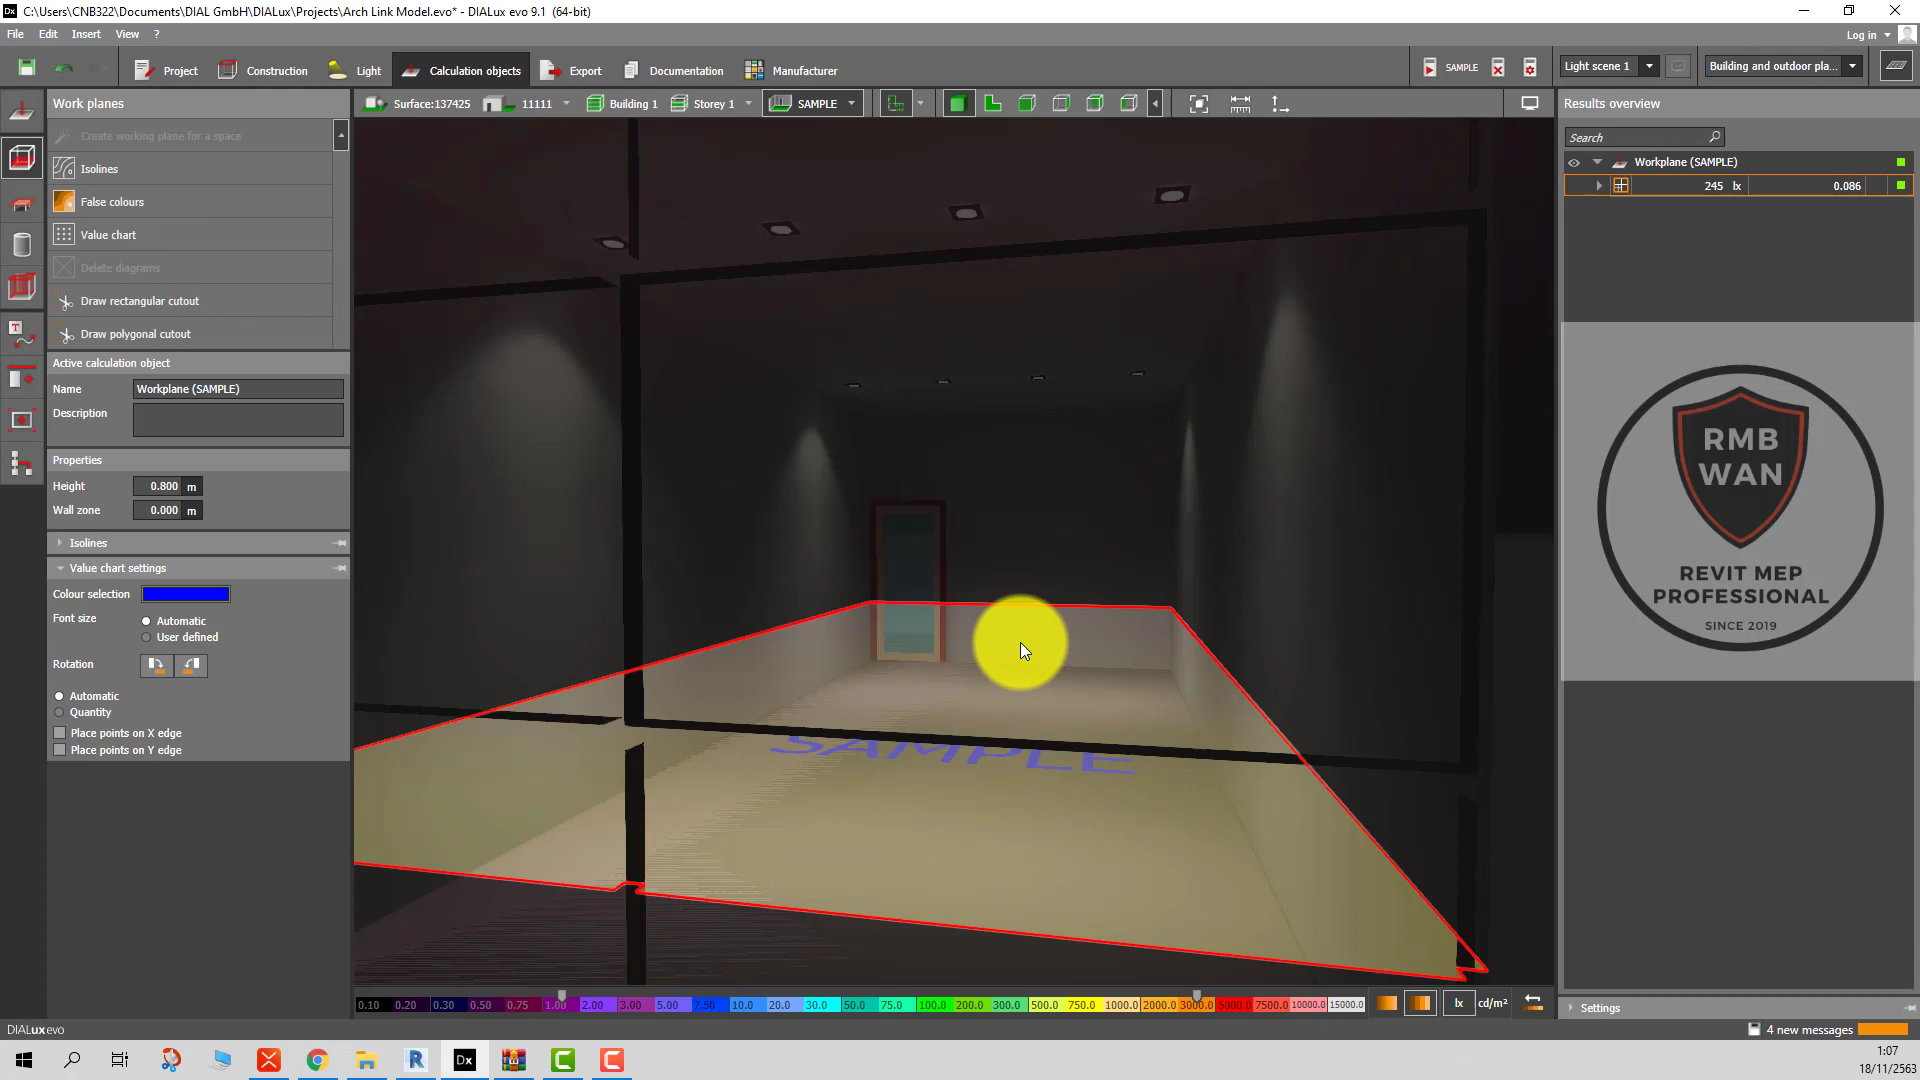 C:\Users\CNB322\Documents\DIAL GmbH\DIALux\Projects\Arch Link Model.evo* - DIALux evo 9.1 (64-bit)
File Edit Insert View ?
Log in
Project Construction Light Calculation objects Export Documentation Manufacturer
SAMPLE
Light scene 1
Building and outdoor pla...
Work planes
Surface:137425 11111 Building 1 Storey 1 SAMPLE
Results overview
Create working plane for a space
Isolines
False colours
Value chart
Delete diagrams
Draw rectangular cutout
Draw polygonal cutout
Active calculation object
Name Workplane (SAMPLE)
Description
Properties
Height 0.800 m
Wall zone 0.000 m
Isolines
Value chart settings
Colour selection
Font size Automatic
User defined
Rotation
Automatic
Quantity
Place points on X edge
Place points on Y edge
SAMPLE
Search
Workplane (SAMPLE)
245 lx 0.086
RMB
WAN
REVIT MEP
PROFESSIONAL
SINCE 2019
0.10 0.20 0.30 0.50 0.75 1.00 2.00 3.00 5.00 7.50 10.0 20.0 30.0 50.0 75.0 100.0 200.0 300.0 500.0 750.0 1000.0 2000.0 3000.0 5000.0 7500.0 10000.0 15000.0
lx cd/m²
Settings
DIALux evo
4 new messages
1:07
18/11/2563